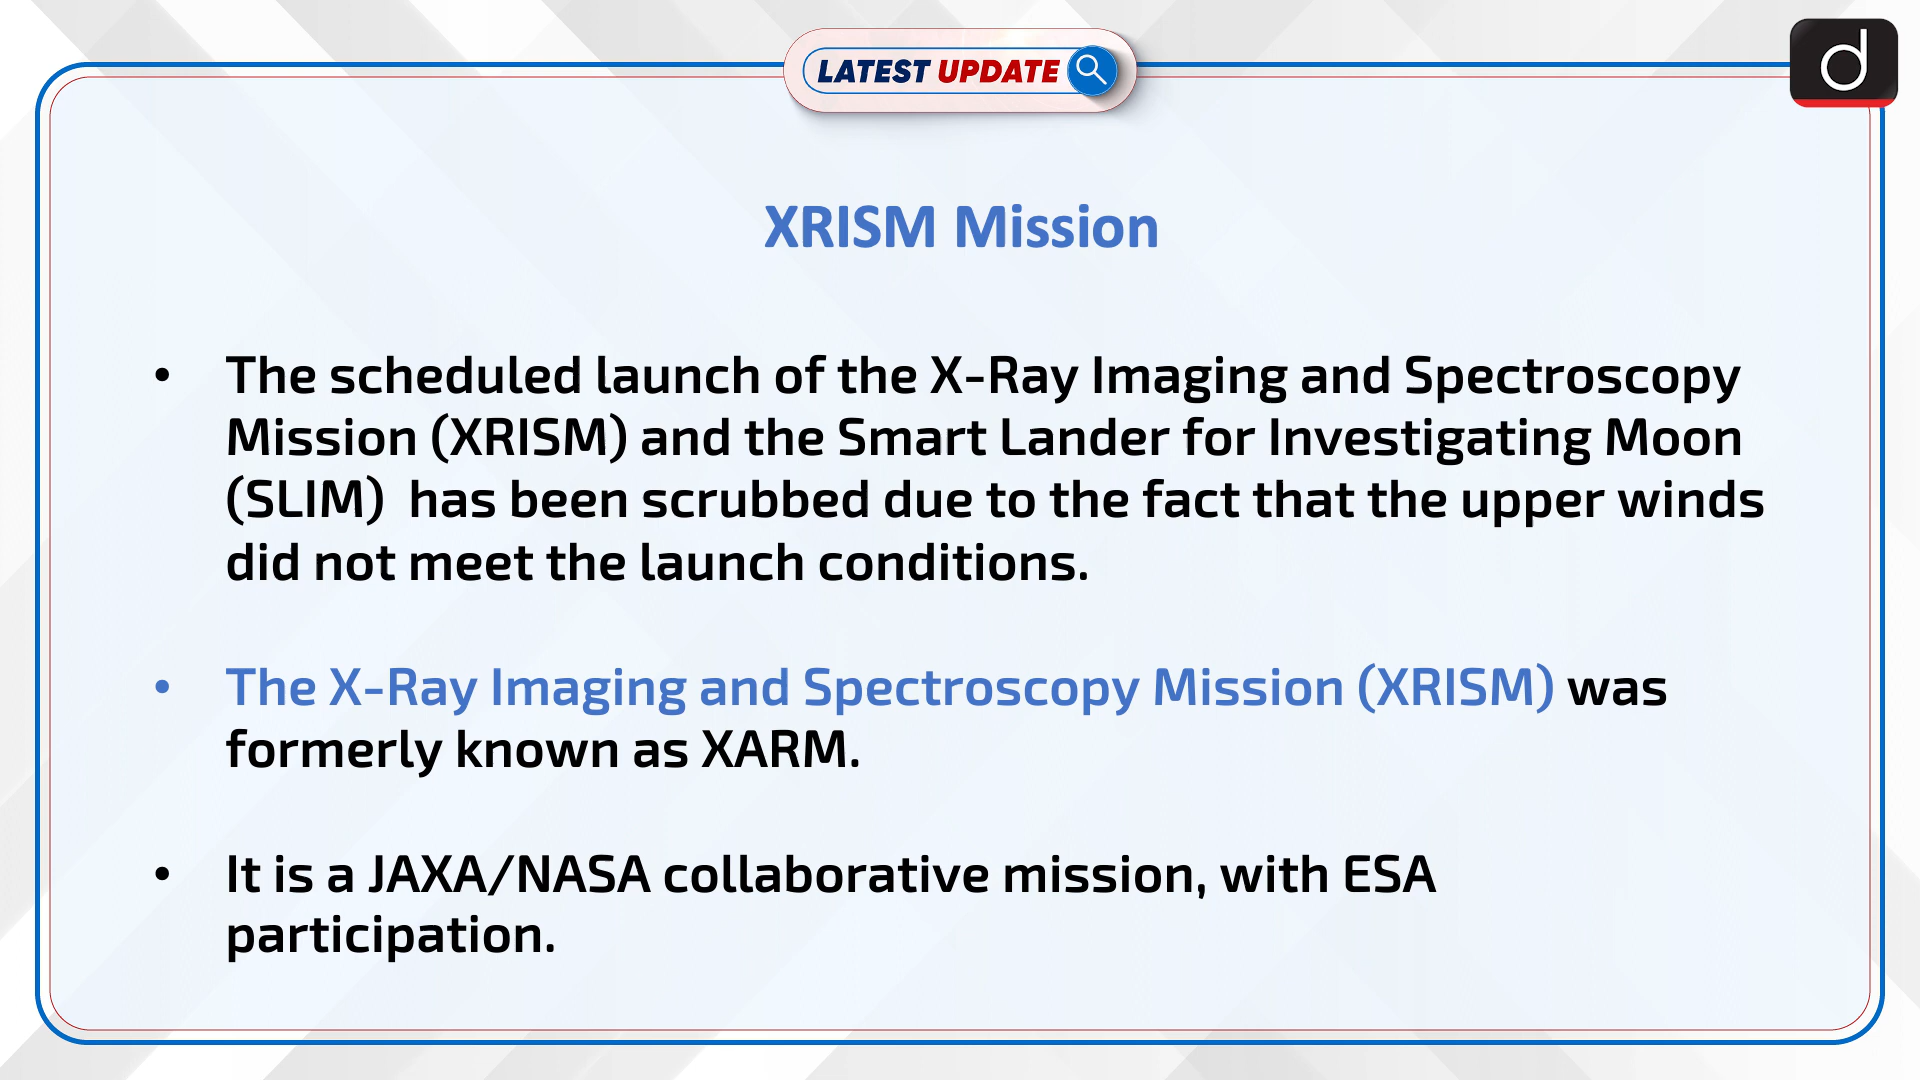 LATEST UPDATE
d
XRISM Mission
• The scheduled launch of the X-Ray Imaging and Spectroscopy
Mission (XRISM) and the Smart Lander for Investigating Moon
(SLIM)  has been scrubbed due to the fact that the upper winds
did not meet the launch conditions.
• The X-Ray Imaging and Spectroscopy Mission (XRISM) was
formerly known as XARM.
• It is a JAXA/NASA collaborative mission, with ESA
participation.